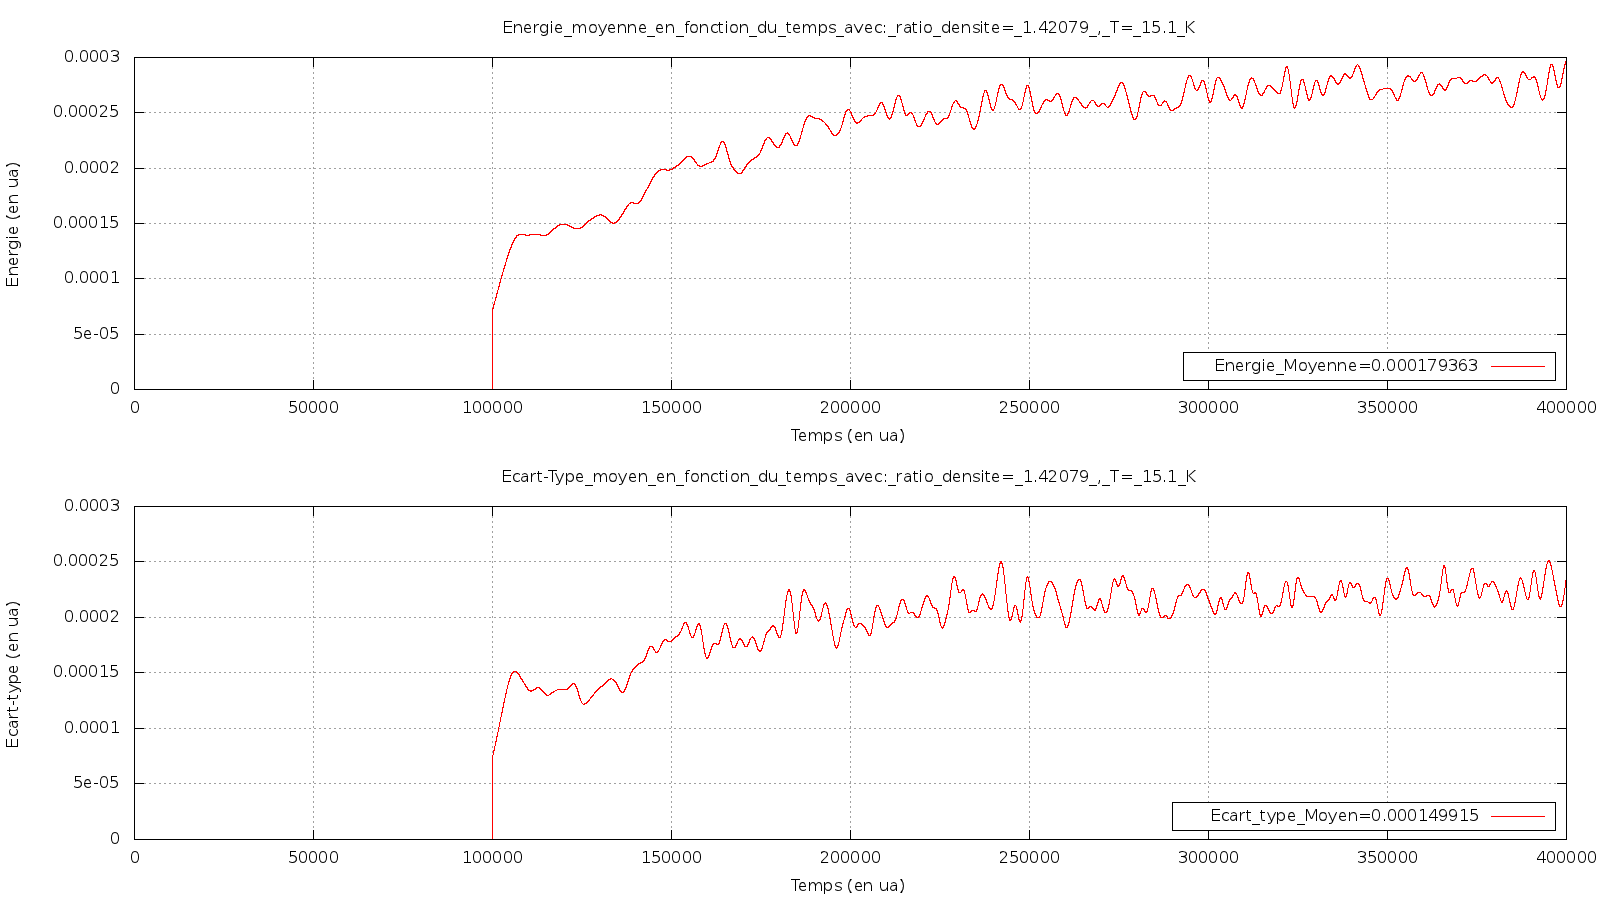 Energie_moyenne_en_fonction_du_temps_avec:_ratio_densite=_1.42079_,_T=_15.1_K
0.0003
0.00025
0.0002
0.00015
0.0001
5e-05
0
Energie (en ua)
Energie_Moyenne=0.000179363
0 50000 100000 150000 200000 250000 300000 350000 400000
Temps (en ua)
Ecart-Type_moyen_en_fonction_du_temps_avec:_ratio_densite=_1.42079_,_T=_15.1_K
0.0003
0.00025
0.0002
0.00015
0.0001
5e-05
0
Ecart-type (en ua)
Ecart_type_Moyen=0.000149915
0 50000 100000 150000 200000 250000 300000 350000 400000
Temps (en ua)